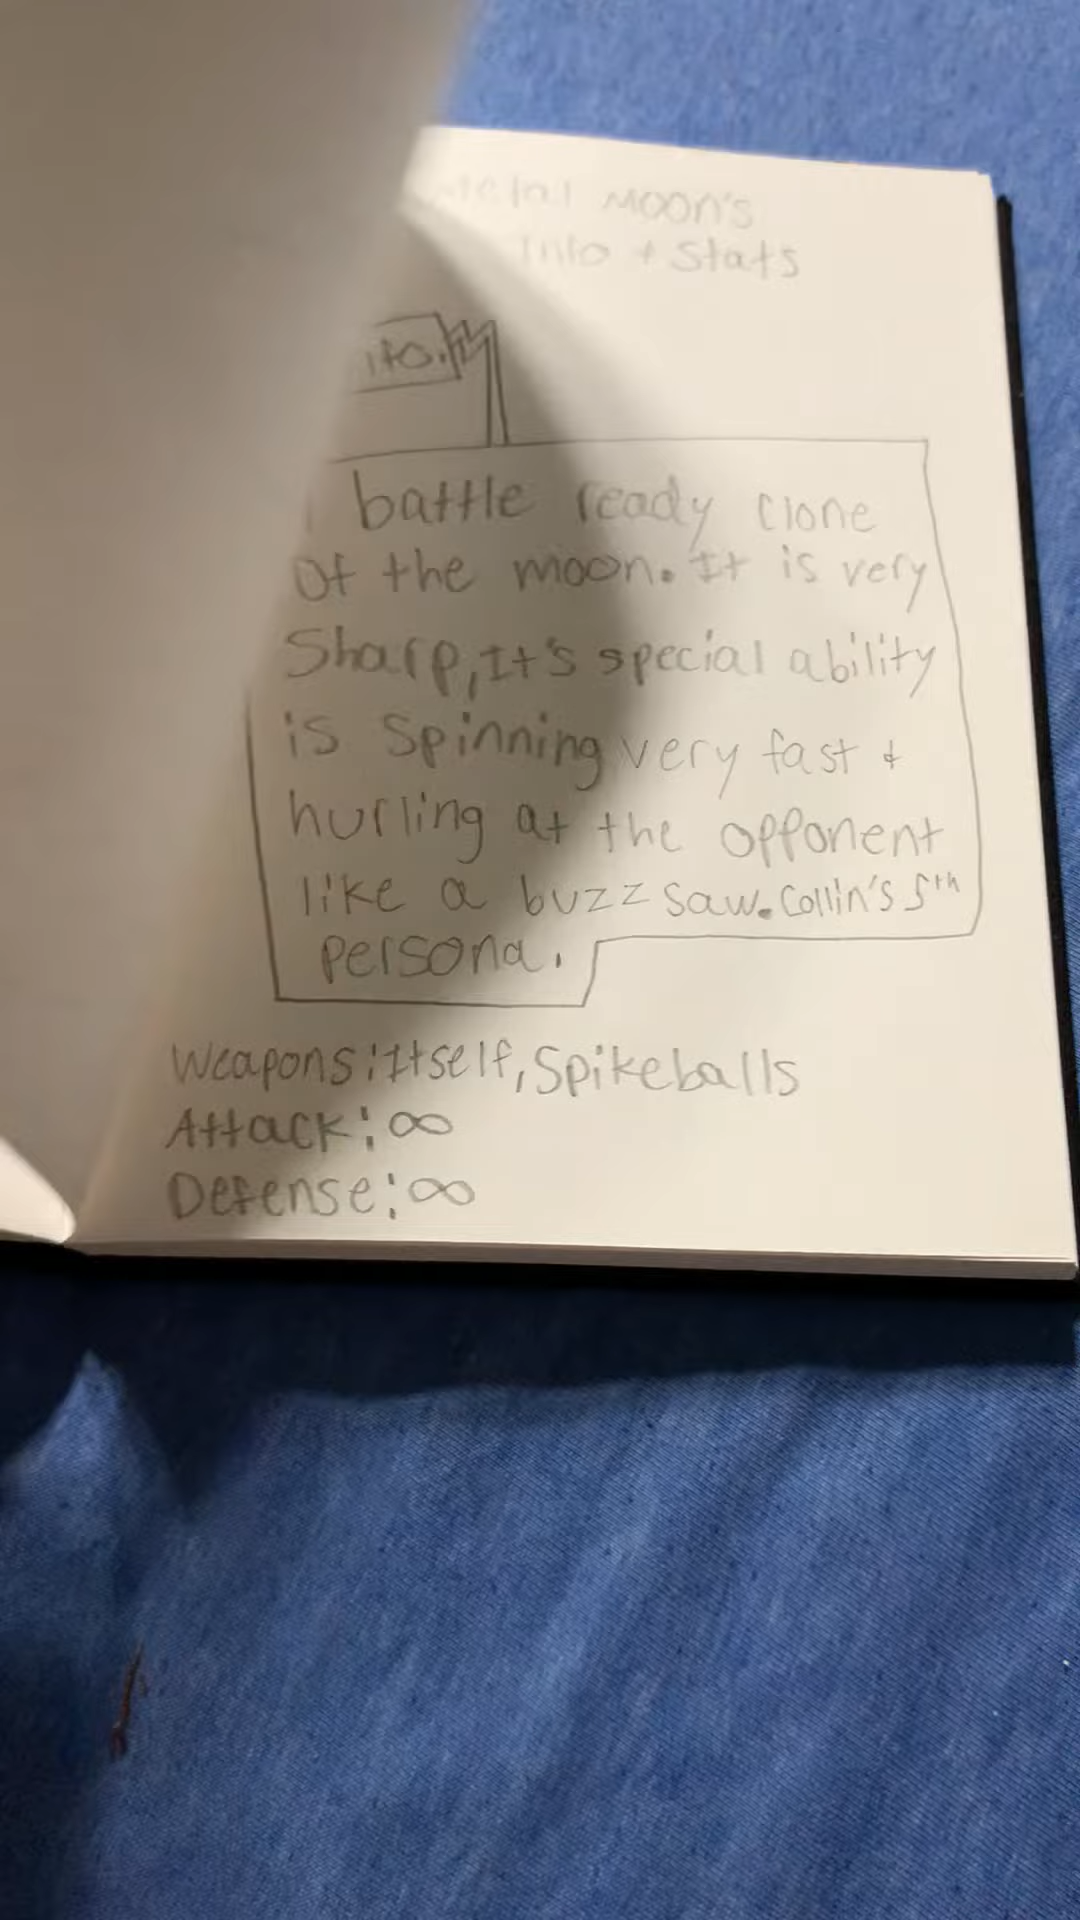 Metal Moon's
Info + Stats
battle ready clone
Of the moon. It is very
Sharp, It's special ability
is Spinning very fast &
hurling at the opponent
like a buzz saw. Collin's 5th
persona.
Weapons: Itself, Spikeballs
Attack: ∞
Defense: ∞